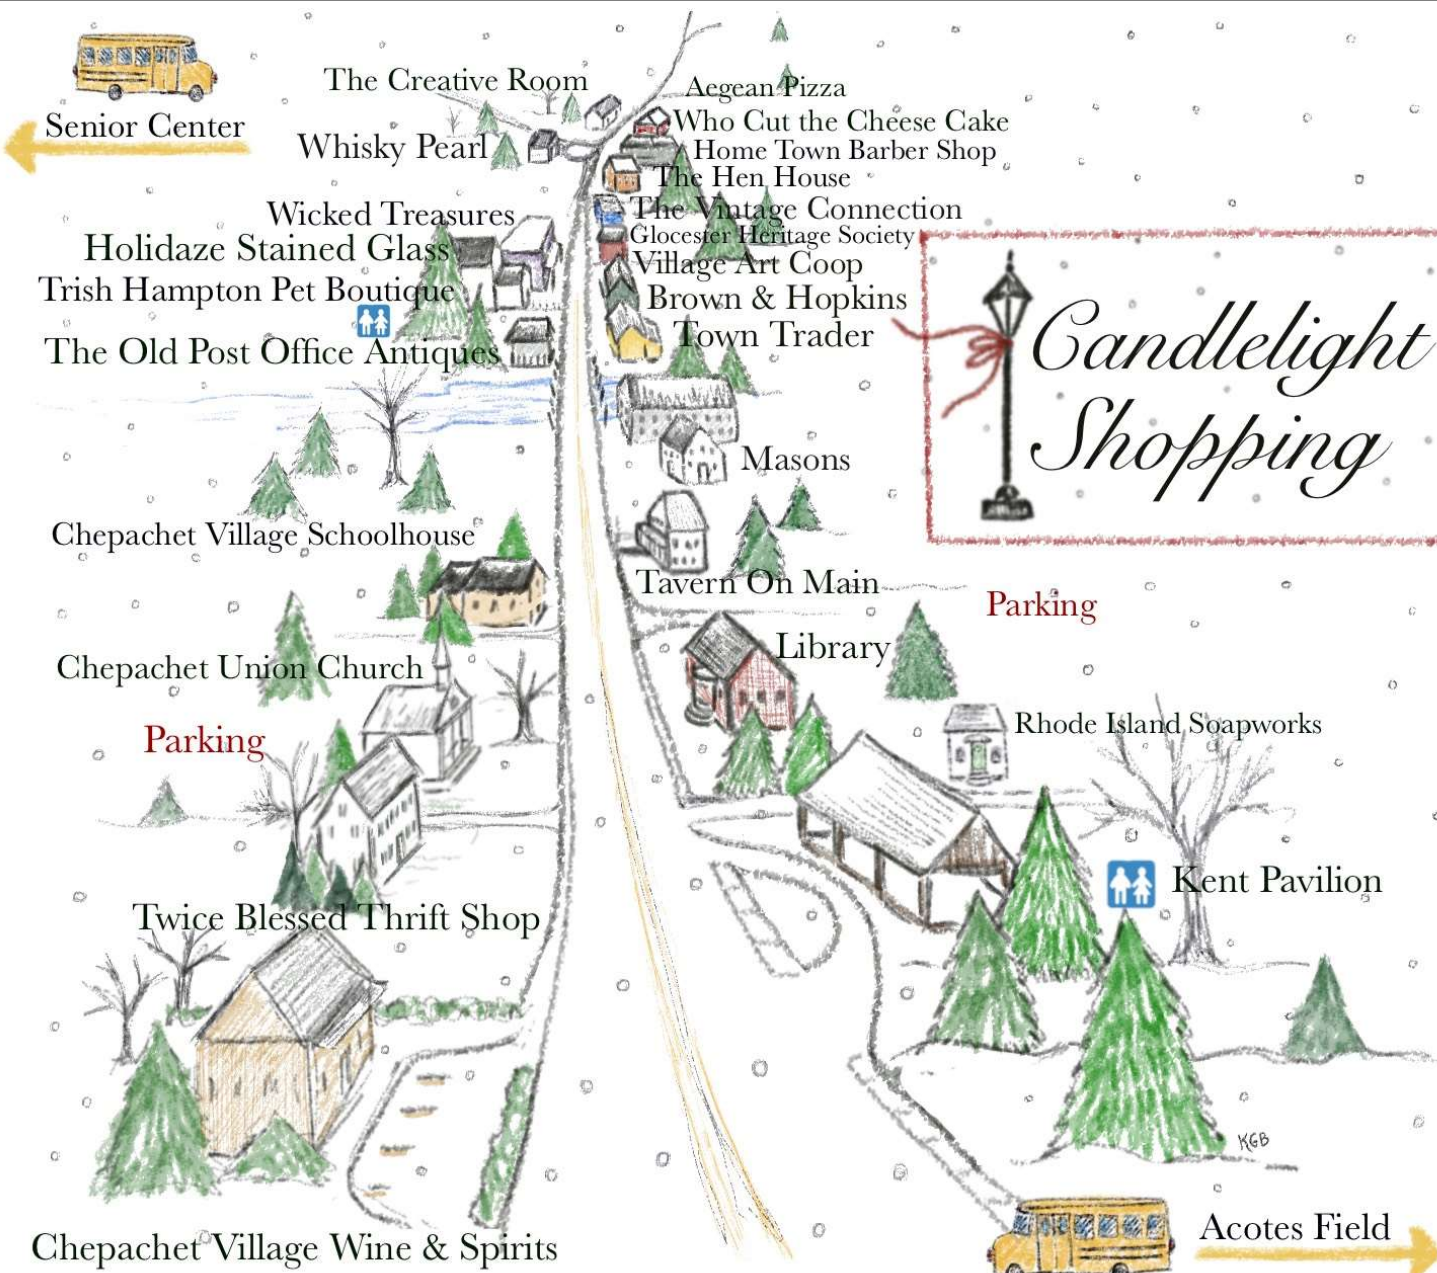 The Creative Room
Aegean Pizza
Senior Center
Who Cut the Cheese Cake
Whisky Pearl
Home Town Barber Shop
The Hen House
Wicked Treasures
The Vintage Connection
Glocester Heritage Society
Holidaze Stained Glass
Village Art Coop
Trish Hampton Pet Boutique
Brown & Hopkins
Town Trader
The Old Post Office Antiques
Candlelight
Shopping
Masons
Chepachet Village Schoolhouse
Tavern On Main
Parking
Library
Chepachet Union Church
Rhode Island Soapworks
Parking
Kent Pavilion
Twice Blessed Thrift Shop
KGB
Acotes Field
Chepachet Village Wine & Spirits